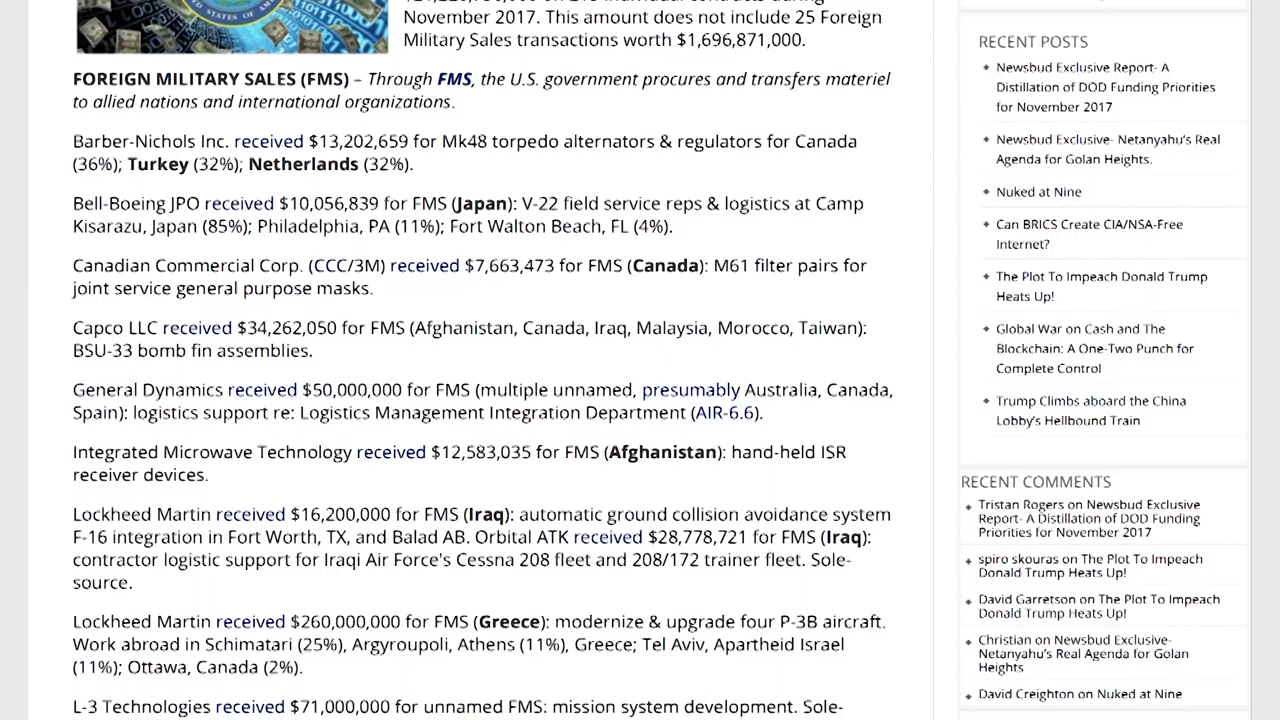 November 2017. This amount does not include 25 Foreign
Military Sales transactions worth $1,696,871,000.
FOREIGN MILITARY SALES (FMS) – Through FMS, the U.S. government procures and transfers materiel
to allied nations and international organizations.
Barber-Nichols Inc. received $13,202,659 for Mk48 torpedo alternators & regulators for Canada
(36%); Turkey (32%); Netherlands (32%).
Bell-Boeing JPO received $10,056,839 for FMS (Japan): V-22 field service reps & logistics at Camp
Kisarazu, Japan (85%); Philadelphia, PA (11%); Fort Walton Beach, FL (4%).
Canadian Commercial Corp. (CCC/3M) received $7,663,473 for FMS (Canada): M61 filter pairs for
joint service general purpose masks.
Capco LLC received $34,262,050 for FMS (Afghanistan, Canada, Iraq, Malaysia, Morocco, Taiwan):
BSU-33 bomb fin assemblies.
General Dynamics received $50,000,000 for FMS (multiple unnamed, presumably Australia, Canada,
Spain): logistics support re: Logistics Management Integration Department (AIR-6.6).
Integrated Microwave Technology received $12,583,035 for FMS (Afghanistan): hand-held ISR
receiver devices.
Lockheed Martin received $16,200,000 for FMS (Iraq): automatic ground collision avoidance system
F-16 integration in Fort Worth, TX, and Balad AB. Orbital ATK received $28,778,721 for FMS (Iraq):
contractor logistic support for Iraqi Air Force's Cessna 208 fleet and 208/172 trainer fleet. Sole-
source.
Lockheed Martin received $260,000,000 for FMS (Greece): modernize & upgrade four P-3B aircraft.
Work abroad in Schimatari (25%), Argyroupoli, Athens (11%), Greece; Tel Aviv, Apartheid Israel
(11%); Ottawa, Canada (2%).
L-3 Technologies received $71,000,000 for unnamed FMS: mission system development. Sole-
RECENT POSTS
Newsbud Exclusive Report- A
Distillation of DOD Funding Priorities
for November 2017
Newsbud Exclusive- Netanyahu's Real
Agenda for Golan Heights.
Nuked at Nine
Can BRICS Create CIA/NSA-Free
Internet?
The Plot To Impeach Donald Trump
Heats Up!
Global War on Cash and The
Blockchain: A One-Two Punch for
Complete Control
Trump Climbs aboard the China
Lobby's Hellbound Train
RECENT COMMENTS
Tristan Rogers on Newsbud Exclusive
Report- A Distillation of DOD Funding
Priorities for November 2017
spiro skouras on The Plot To Impeach
Donald Trump Heats Up!
David Garretson on The Plot To Impeach
Donald Trump Heats Up!
Christian on Newsbud Exclusive-
Netanyahu's Real Agenda for Golan
Heights
David Creighton on Nuked at Nine